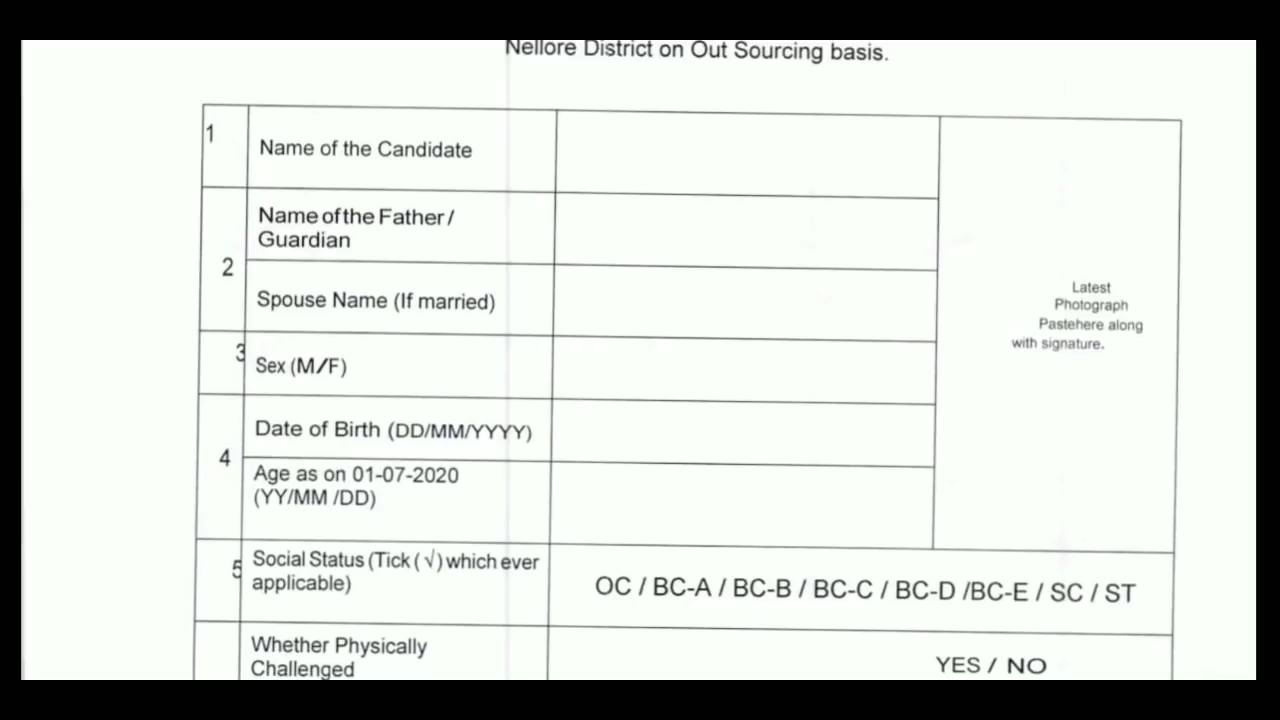 Nellore District on Out Sourcing basis.
1
Name of the Candidate
Name of the Father /
Guardian
2
Spouse Name (If married)
3
Sex (M/F)
Date of Birth (DD/MM/YYYY)
4
Age as on 01-07-2020
(YY/MM /DD)
Latest
Photograph
Pastehere along
with signature.
5
Social Status (Tick (√) which ever
applicable)
OC / BC-A / BC-B / BC-C / BC-D /BC-E / SC / ST
Whether Physically
Challenged
YES / NO